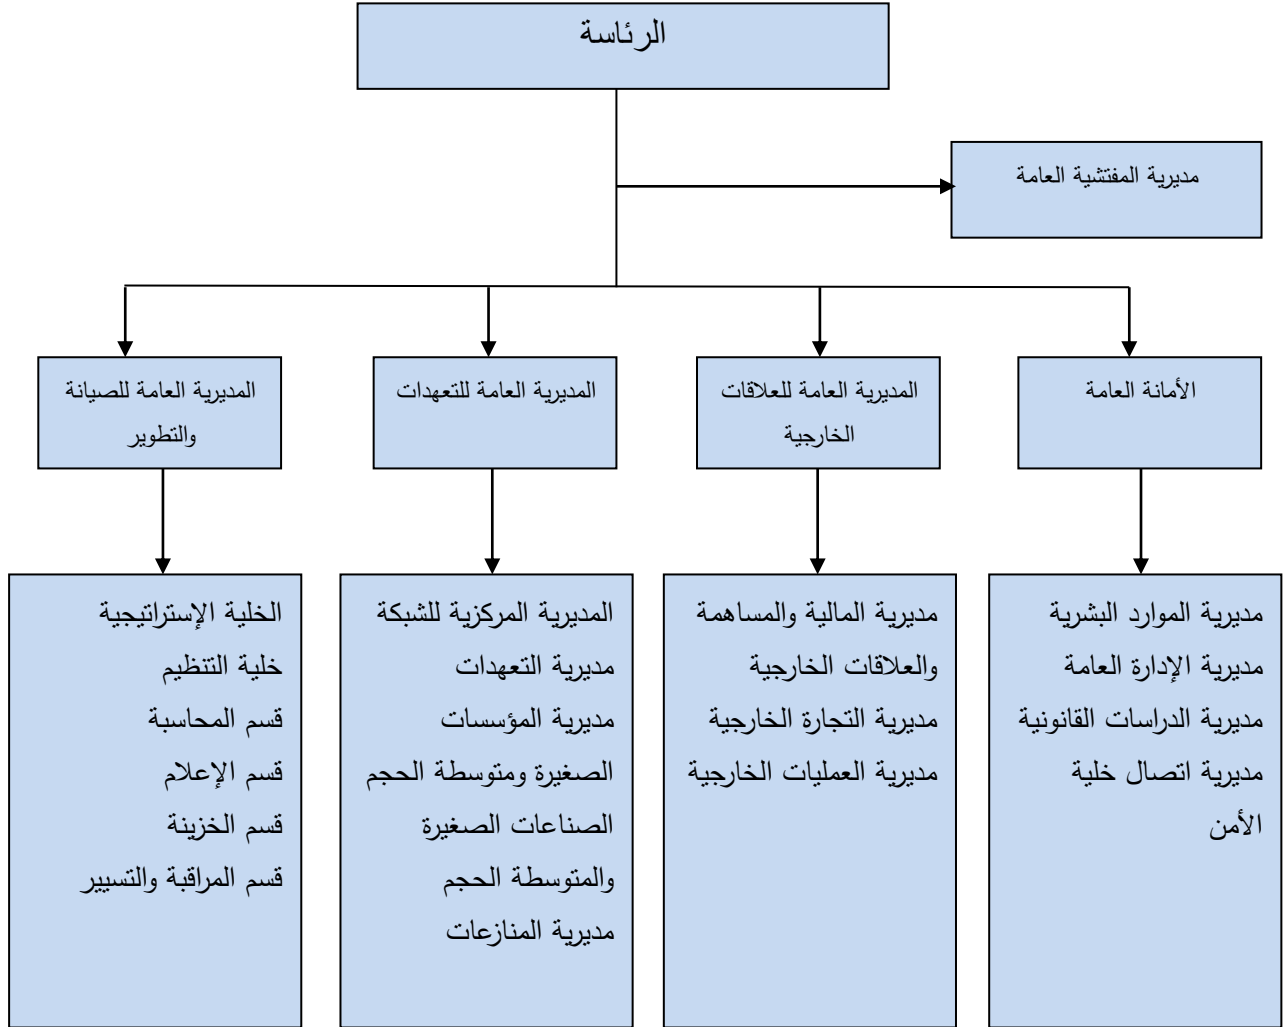 الرئاسة
مديرية المفتشية العامة
الأمانة العامة
المديرية العامة للعلاقات
الخارجية
المديرية العامة للتعهدات
المديرية العامة للصيانة
والتطوير
مديرية الموارد البشرية
مديرية الإدارة العامة
مديرية الدراسات القانونية
مديرية اتصال خلية
الأمن
مديرية المالية والمساهمة
والعلاقات الخارجية
مديرية التجارة الخارجية
مديرية العمليات الخارجية
المديرية المركزية للشبكة
مديرية التعهدات
مديرية المؤسسات
الصغيرة ومتوسطة الحجم
الصناعات الصغيرة
والمتوسطة الحجم
مديرية المنازعات
الخلية الإستراتيجية
خلية التنظيم
قسم المحاسبة
قسم الإعلام
قسم الخزينة
قسم المراقبة والتسيير